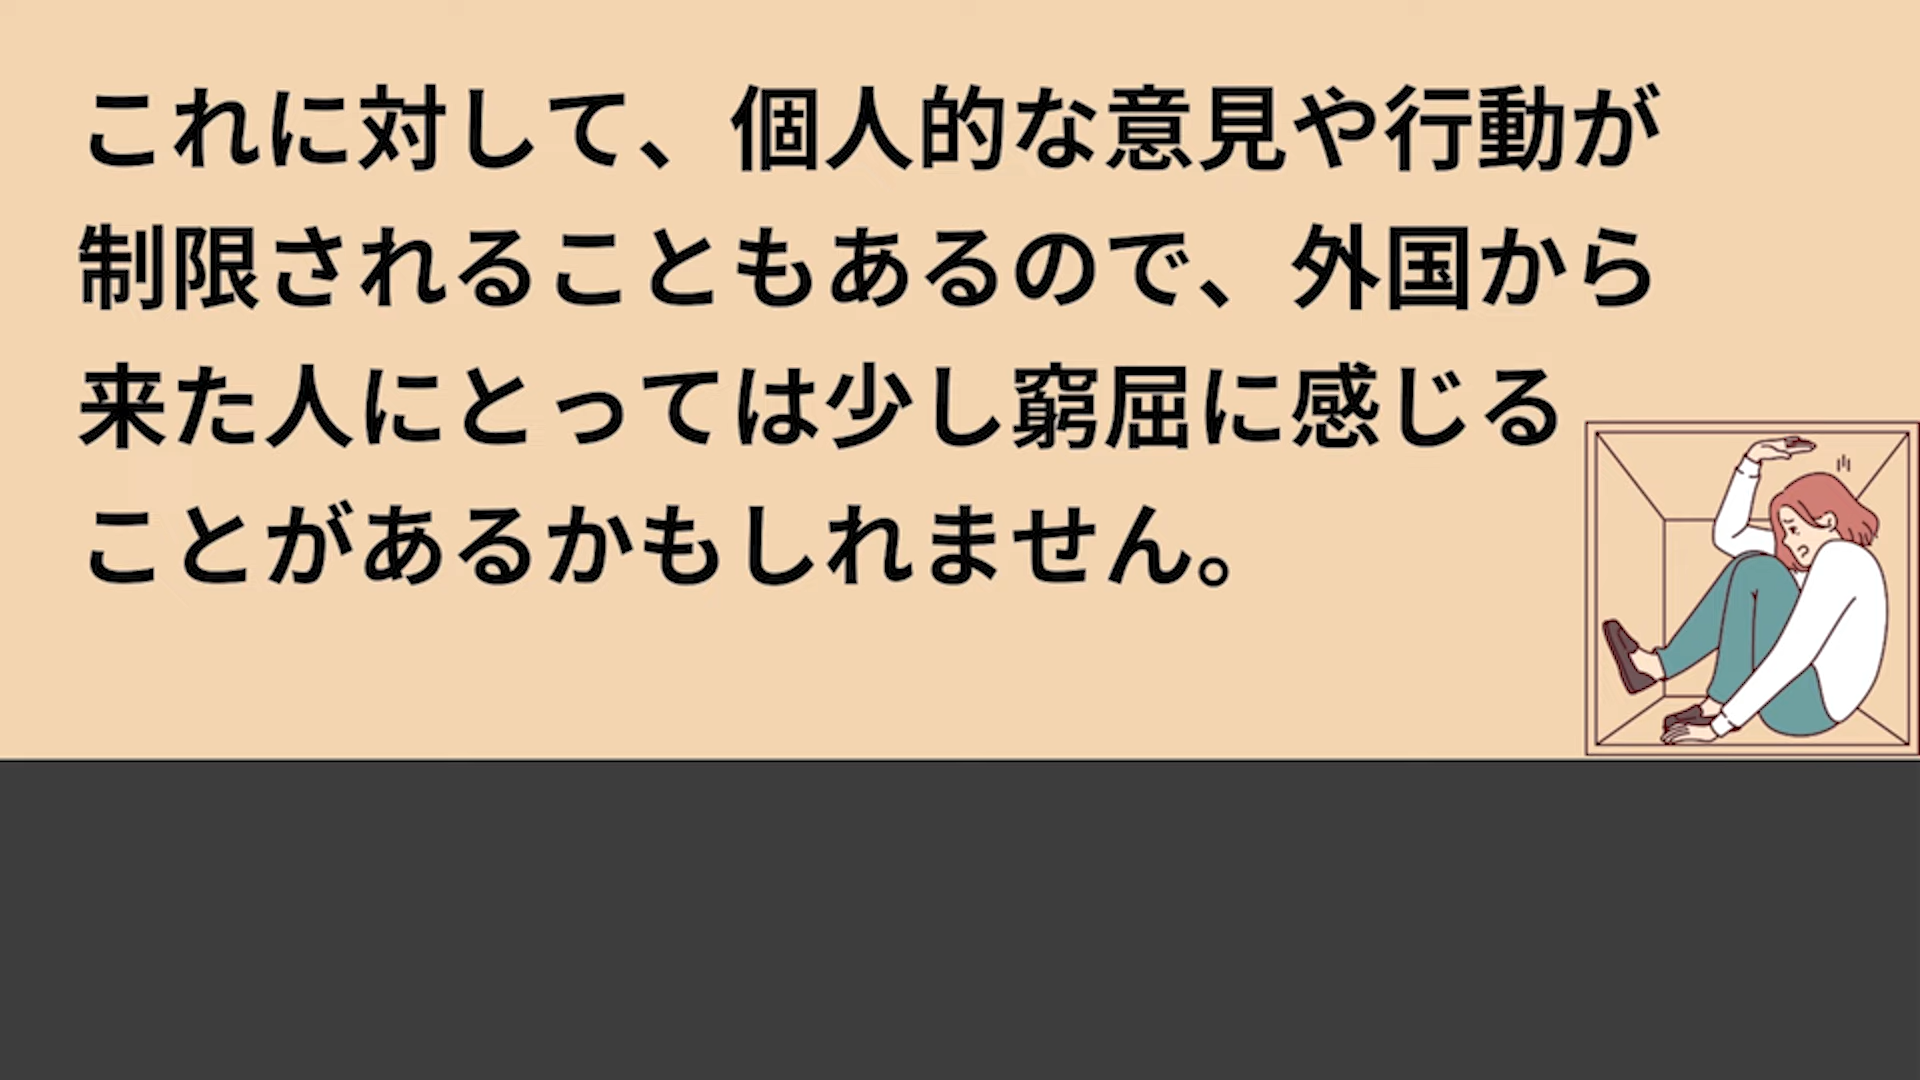 これに対して、個人的な意見や行動が
制限されることもあるので、外国から
来た人にとっては少し窮屈に感じる
ことがあるかもしれません。